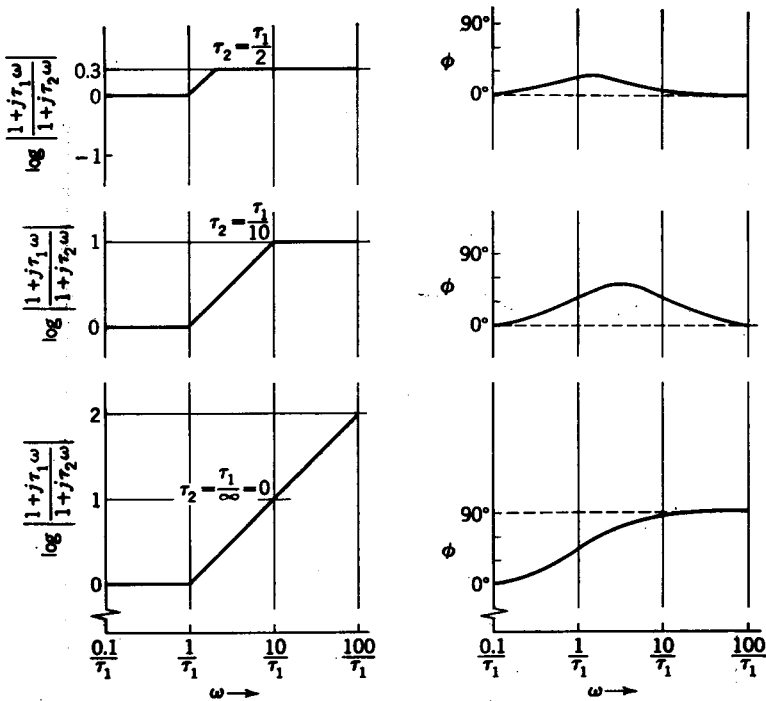 τ₂ = τ₁/2
log |1+jτ₁ω / 1+jτ₂ω|
0.3
0
−1
90°
ϕ
0°
τ₂ = τ₁/10
log |1+jτ₁ω / 1+jτ₂ω|
1
0
90°
ϕ
0°
log |1+jτ₁ω / 1+jτ₂ω|
2
τ₂ = τ₁/∞ = 0
1
0
90°
ϕ
0°
0.1/τ₁ 1/τ₁ 10/τ₁ 100/τ₁
ω→
0.1/τ₁ 1/τ₁ 10/τ₁ 100/τ₁
ω→